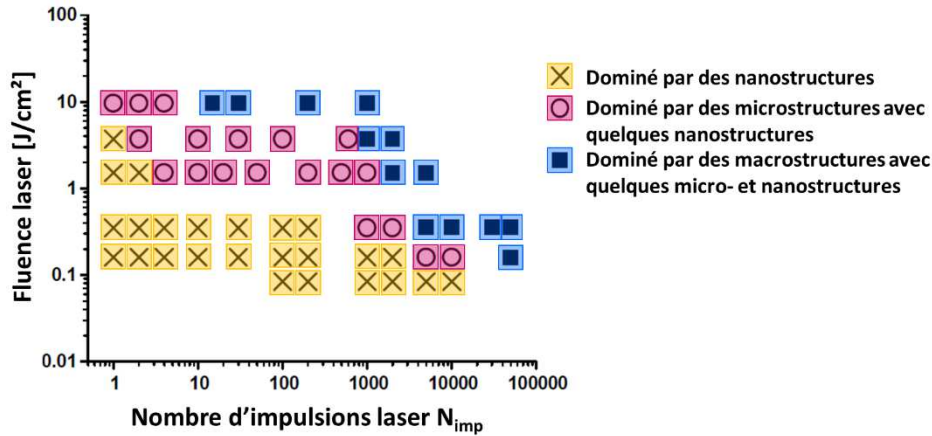 100
10
1
0.1
0.01
Fluence laser [J/cm²]
1 10 100 1000 10000 100000
Nombre d’impulsions laser Nimp
Dominé par des nanostructures
Dominé par des microstructures avec
quelques nanostructures
Dominé par des macrostructures avec
quelques micro- et nanostructures